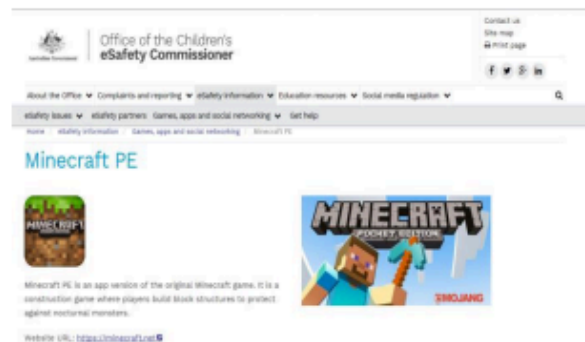 Contact us
Site map
Print page
Office of the Children's
eSafety Commissioner
About the Office Complaints and reporting eSafety information Education resources Social media regulation
eSafety issues eSafety partners Games, apps and social networking Get help
Home / eSafety information / Games, apps and social networking / Minecraft PE
Minecraft PE
MINECRAFT
MINECRAFT
POCKET EDITION
MOJANG
Minecraft PE is an app version of the original Minecraft game. It is a
construction game where players build block structures to protect
against nocturnal monsters.
Website URL: https://minecraft.net